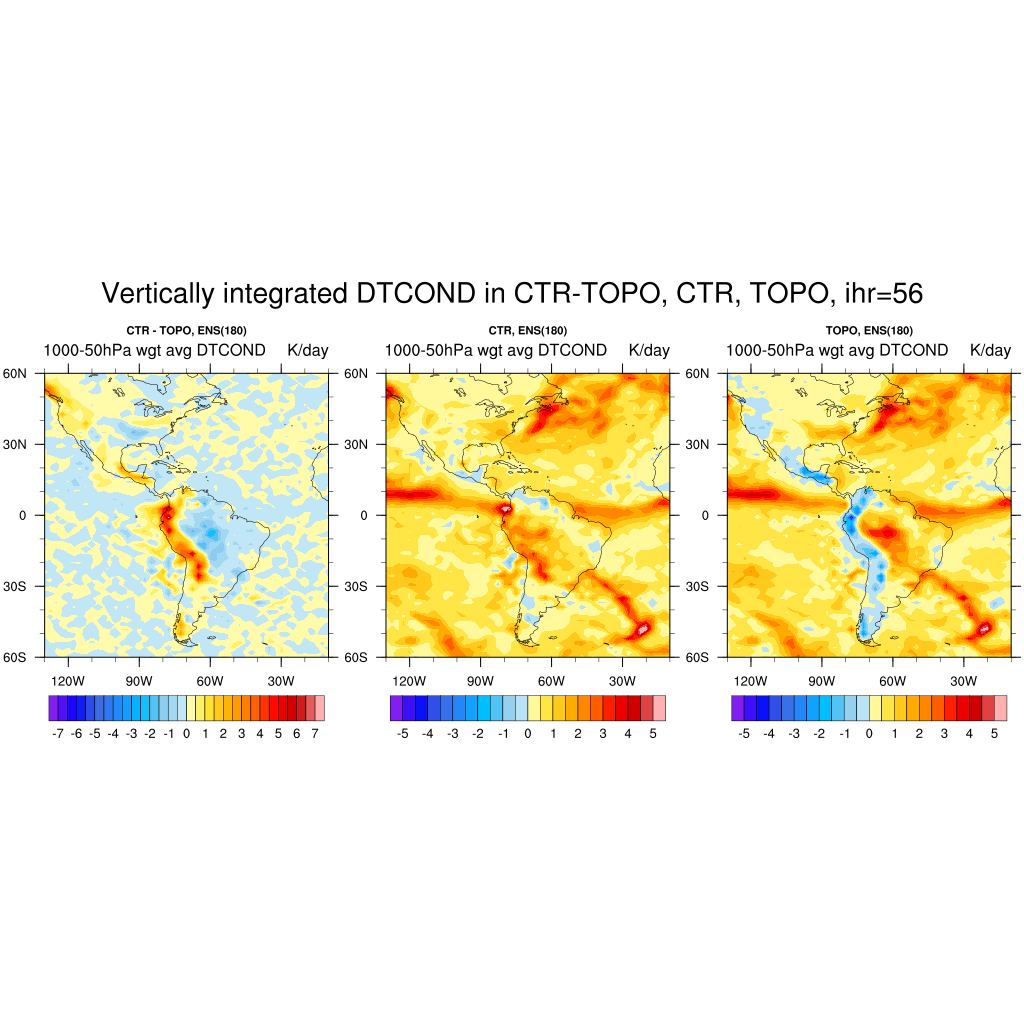 Vertically integrated DTCOND in CTR-TOPO, CTR, TOPO, ihr=56
CTR - TOPO, ENS(180)
1000-50hPa wgt avg DTCOND K/day
60N
30N
0
30S
60S
120W 90W 60W 30W
-7 -6 -5 -4 -3 -2 -1 0 1 2 3 4 5 6 7
CTR, ENS(180)
1000-50hPa wgt avg DTCOND K/day
60N
30N
0
30S
60S
120W 90W 60W 30W
-5 -4 -3 -2 -1 0 1 2 3 4 5
TOPO, ENS(180)
1000-50hPa wgt avg DTCOND K/day
60N
30N
0
30S
60S
120W 90W 60W 30W
-5 -4 -3 -2 -1 0 1 2 3 4 5